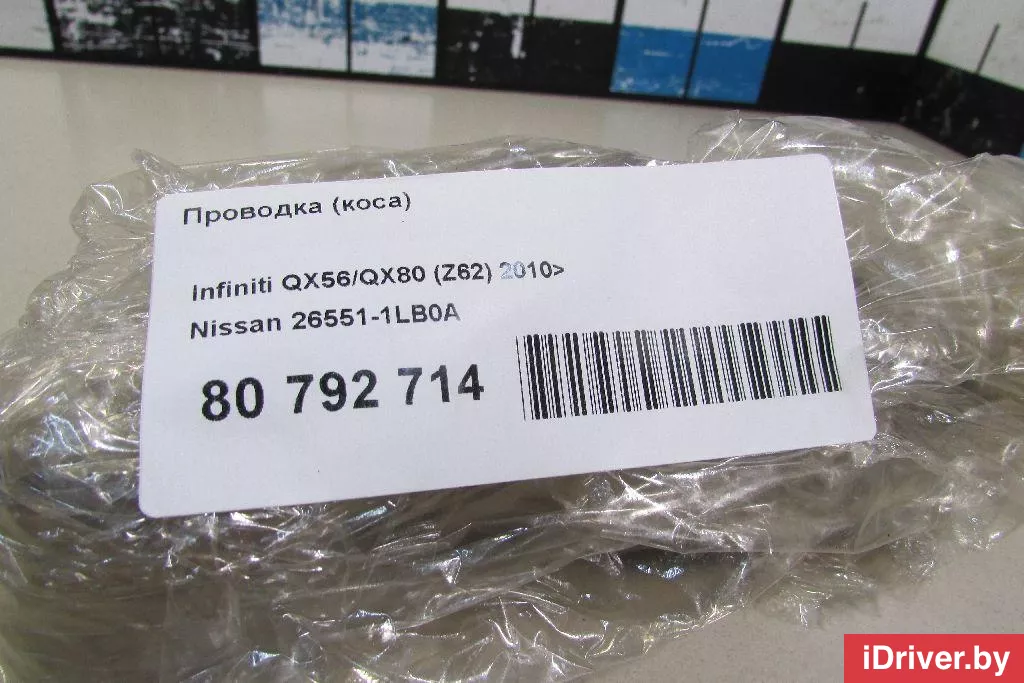 Проводка (коса)
Infiniti QX56/QX80 (Z62) 2010>
Nissan 26551-1LB0A
80 792 714
iDriver.by